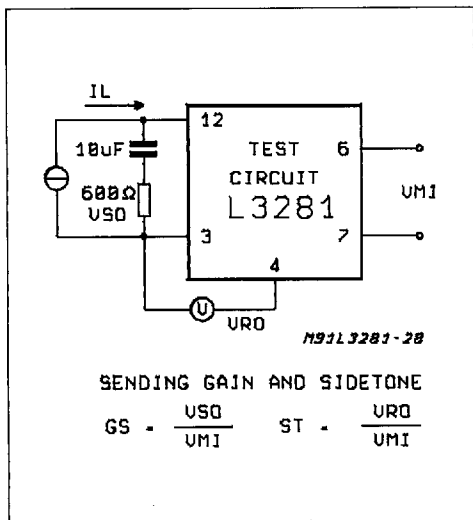 IL
12
10uF
TEST
6
CIRCUIT
600Ω
L3281
VSO
VMI
3
7
4
V
VRO
M91L3281-28
SENDING GAIN AND SIDETONE
GS = VSO / VMI ST = VRO / VMI